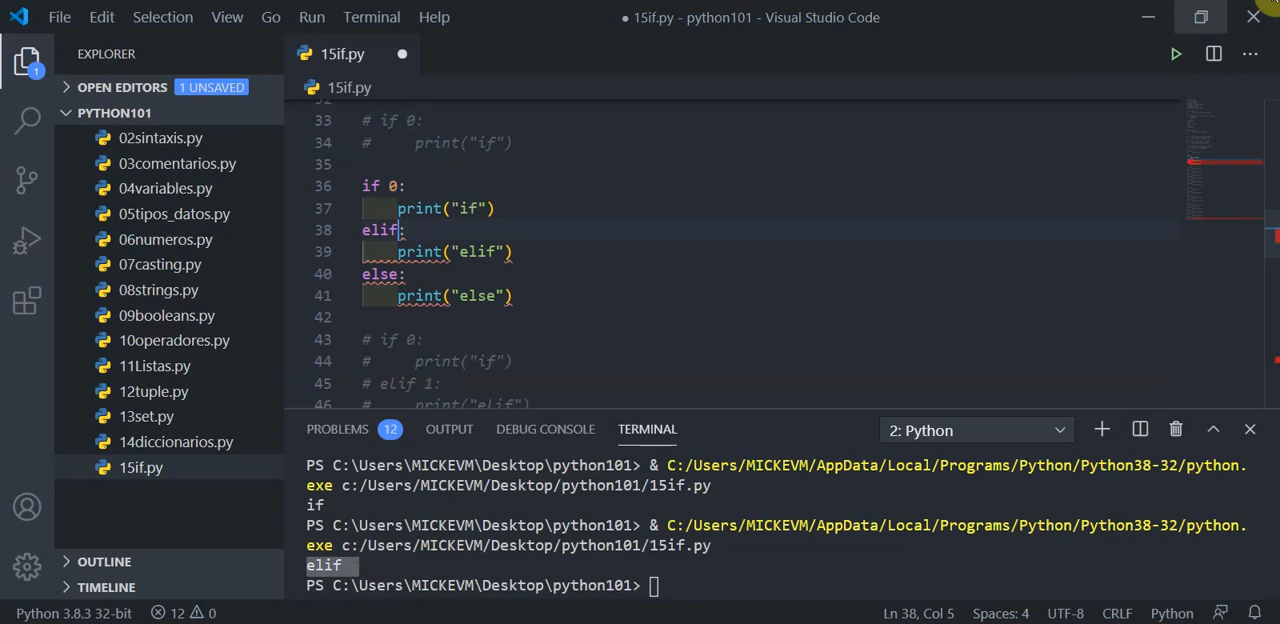 File Edit Selection View Go Run Terminal Help
● 15if.py - python101 - Visual Studio Code
EXPLORER
OPEN EDITORS 1 UNSAVED
PYTHON101
02sintaxis.py
03comentarios.py
04variables.py
05tipos_datos.py
06numeros.py
07casting.py
08strings.py
09booleans.py
10operadores.py
11Listas.py
12tuple.py
13set.py
14diccionarios.py
15if.py
OUTLINE
TIMELINE
1
15if.py
15if.py
32
33 # if 0:
34 #     print("if")
35
36 if 0:
37     print("if")
38 elif:
39     print("elif")
40 else:
41     print("else")
42
43 # if 0:
44 #     print("if")
45 # elif 1:
46 #     print("elif")
PROBLEMS 12 OUTPUT DEBUG CONSOLE TERMINAL 2: Python
PS C:\Users\MICKEVM\Desktop\python101> & C:/Users/MICKEVM/AppData/Local/Programs/Python/Python38-32/python.
exe c:/Users/MICKEVM/Desktop/python101/15if.py
if
PS C:\Users\MICKEVM\Desktop\python101> & C:/Users/MICKEVM/AppData/Local/Programs/Python/Python38-32/python.
exe c:/Users/MICKEVM/Desktop/python101/15if.py
elif
PS C:\Users\MICKEVM\Desktop\python101>
Python 3.8.3 32-bit 12 0 Ln 38, Col 5 Spaces: 4 UTF-8 CRLF Python